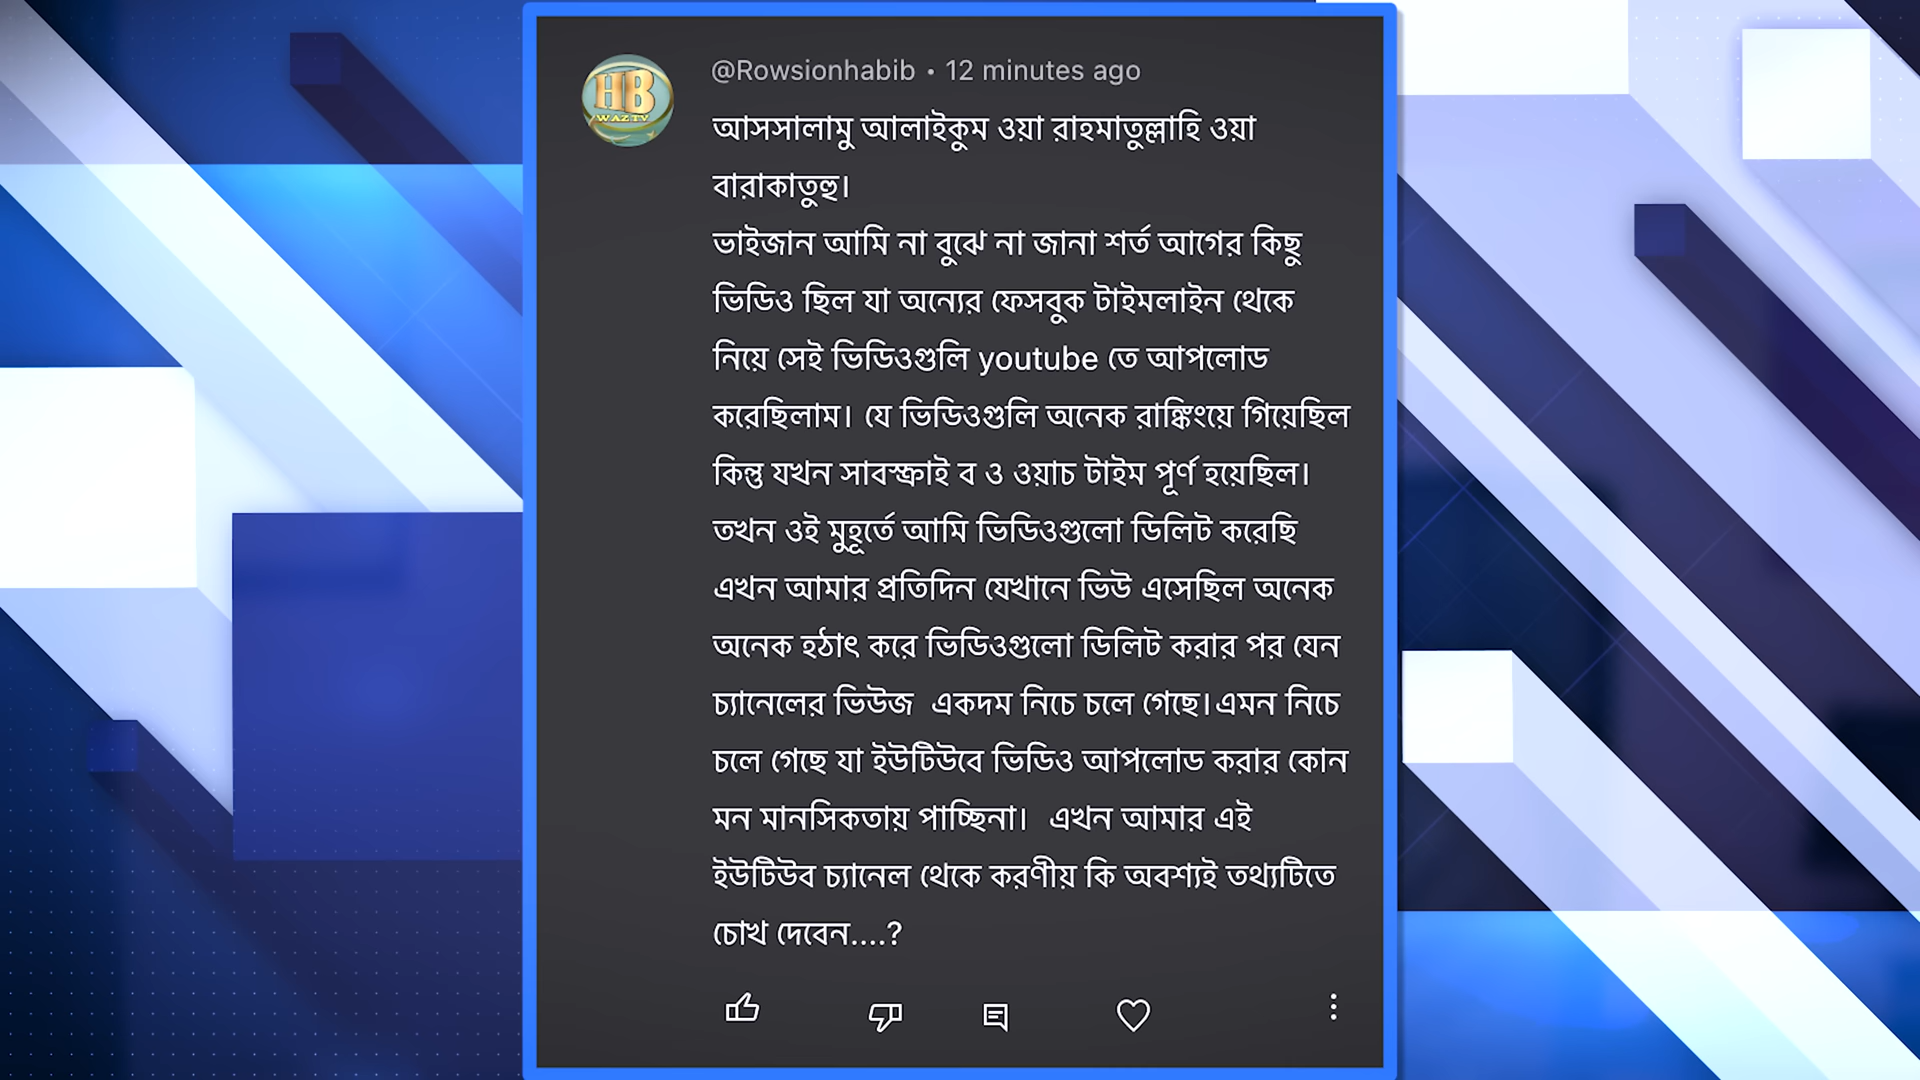 HB
WAZ TV
@Rowsionhabib • 12 minutes ago
আসসালামু আলাইকুম ওয়া রাহমাতুল্লাহি ওয়া
বারাকাতুহু।
ভাইজান আমি না বুঝে না জানা শর্ত আগের কিছু
ভিডিও ছিল যা অন্যের ফেসবুক টাইমলাইন থেকে
নিয়ে সেই ভিডিওগুলি youtube তে আপলোড
করেছিলাম। যে ভিডিওগুলি অনেক রাঙ্কিংয়ে গিয়েছিল
কিন্তু যখন সাবস্ক্রাই ব ও ওয়াচ টাইম পূর্ণ হয়েছিল।
তখন ওই মুহূর্তে আমি ভিডিওগুলো ডিলিট করেছি
এখন আমার প্রতিদিন যেখানে ভিউ এসেছিল অনেক
অনেক হঠাৎ করে ভিডিওগুলো ডিলিট করার পর যেন
চ্যানেলের ভিউজ একদম নিচে চলে গেছে।এমন নিচে
চলে গেছে যা ইউটিউবে ভিডিও আপলোড করার কোন
মন মানসিকতায় পাচ্ছিনা। এখন আমার এই
ইউটিউব চ্যানেল থেকে করণীয় কি অবশ্যই তথ্যটিতে
চোখ দেবেন....?